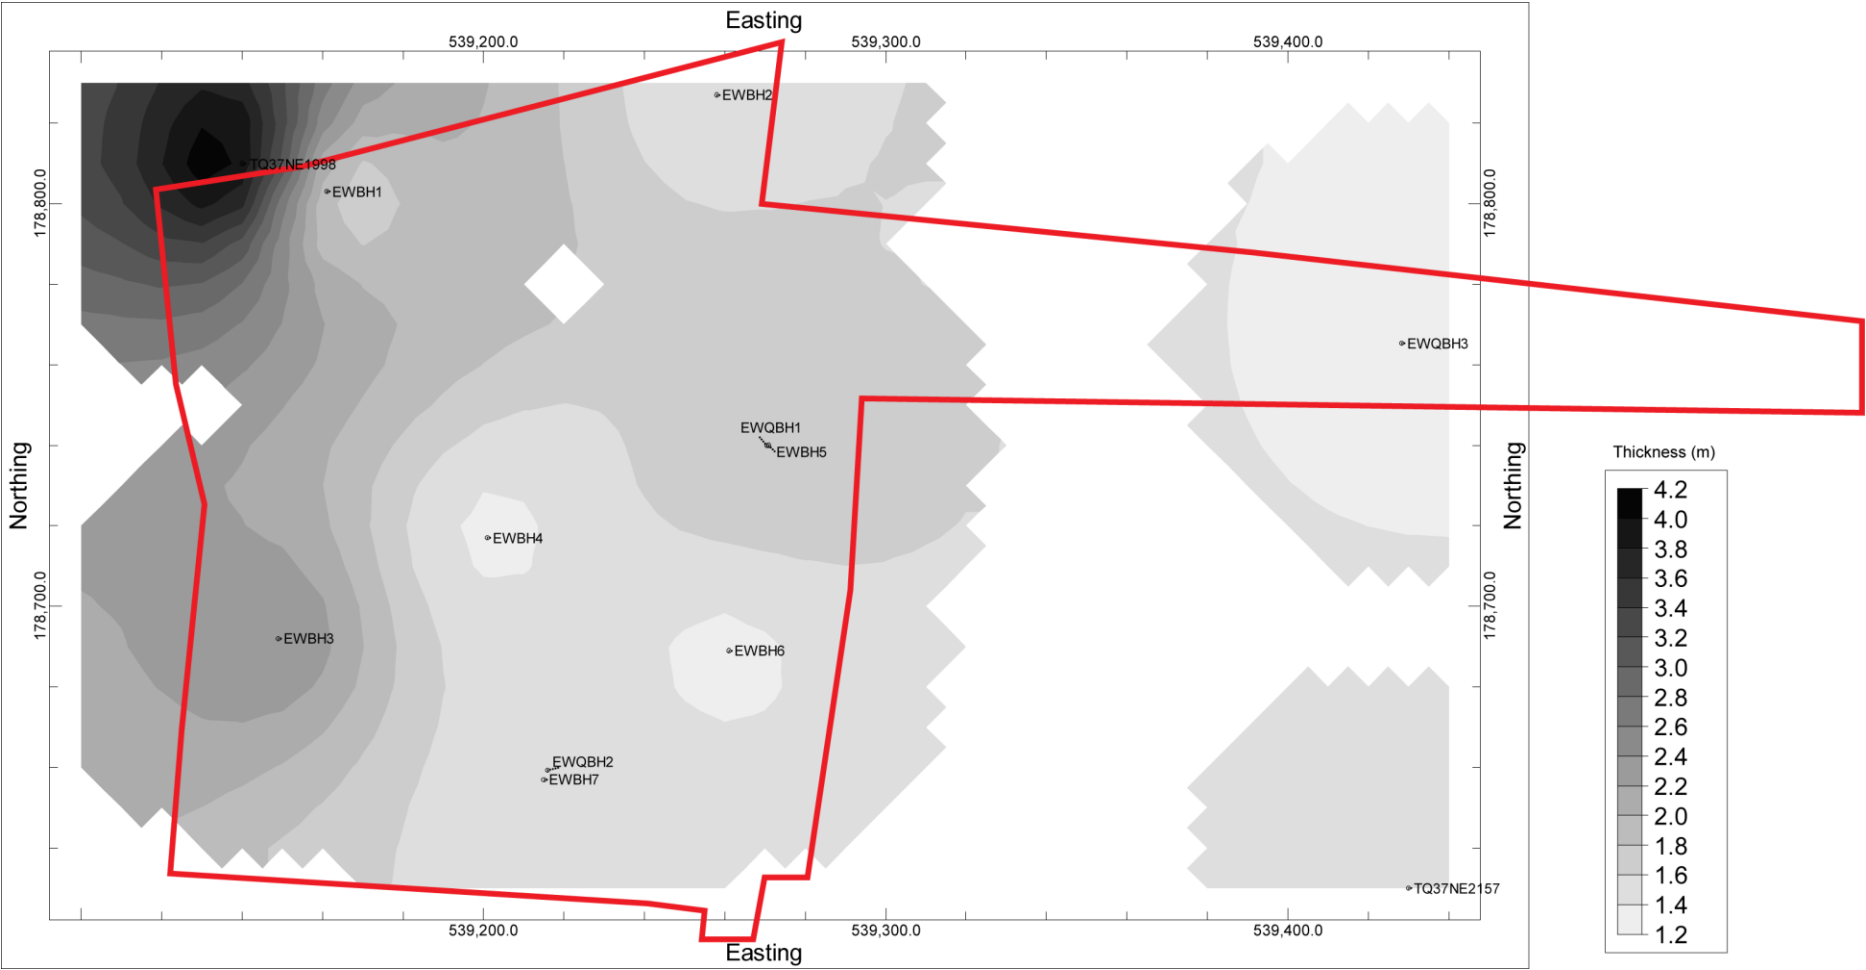 Easting
539,200.0 539,300.0 539,400.0
EWBH2
TQ37NE1998
EWBH1
178,800.0
178,800.0
EWQBH3
EWQBH1
EWBH5
Northing
Northing
EWBH4
178,700.0
178,700.0
EWBH3
EWBH6
EWQBH2
EWBH7
TQ37NE2157
539,200.0 539,300.0 539,400.0
Easting
Thickness (m)
4.2
4.0
3.8
3.6
3.4
3.2
3.0
2.8
2.6
2.4
2.2
2.0
1.8
1.6
1.4
1.2